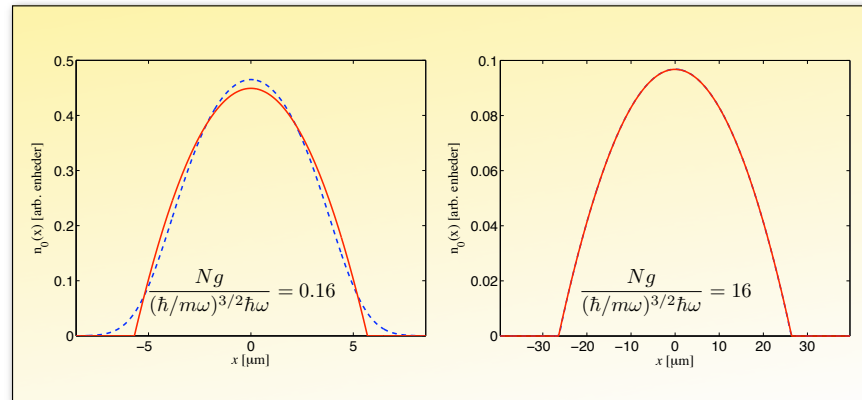 0.5
0.4
0.3
0.2
0.1
0
n₀(x) [arb. enheder]
−5 0 5
x [µm]
Ng / (ħ/mω)^{3/2}ħω = 0.16
0.1
0.08
0.06
0.04
0.02
0
n₀(x) [arb. enheder]
−30 −20 −10 0 10 20 30
x [µm]
Ng / (ħ/mω)^{3/2}ħω = 16